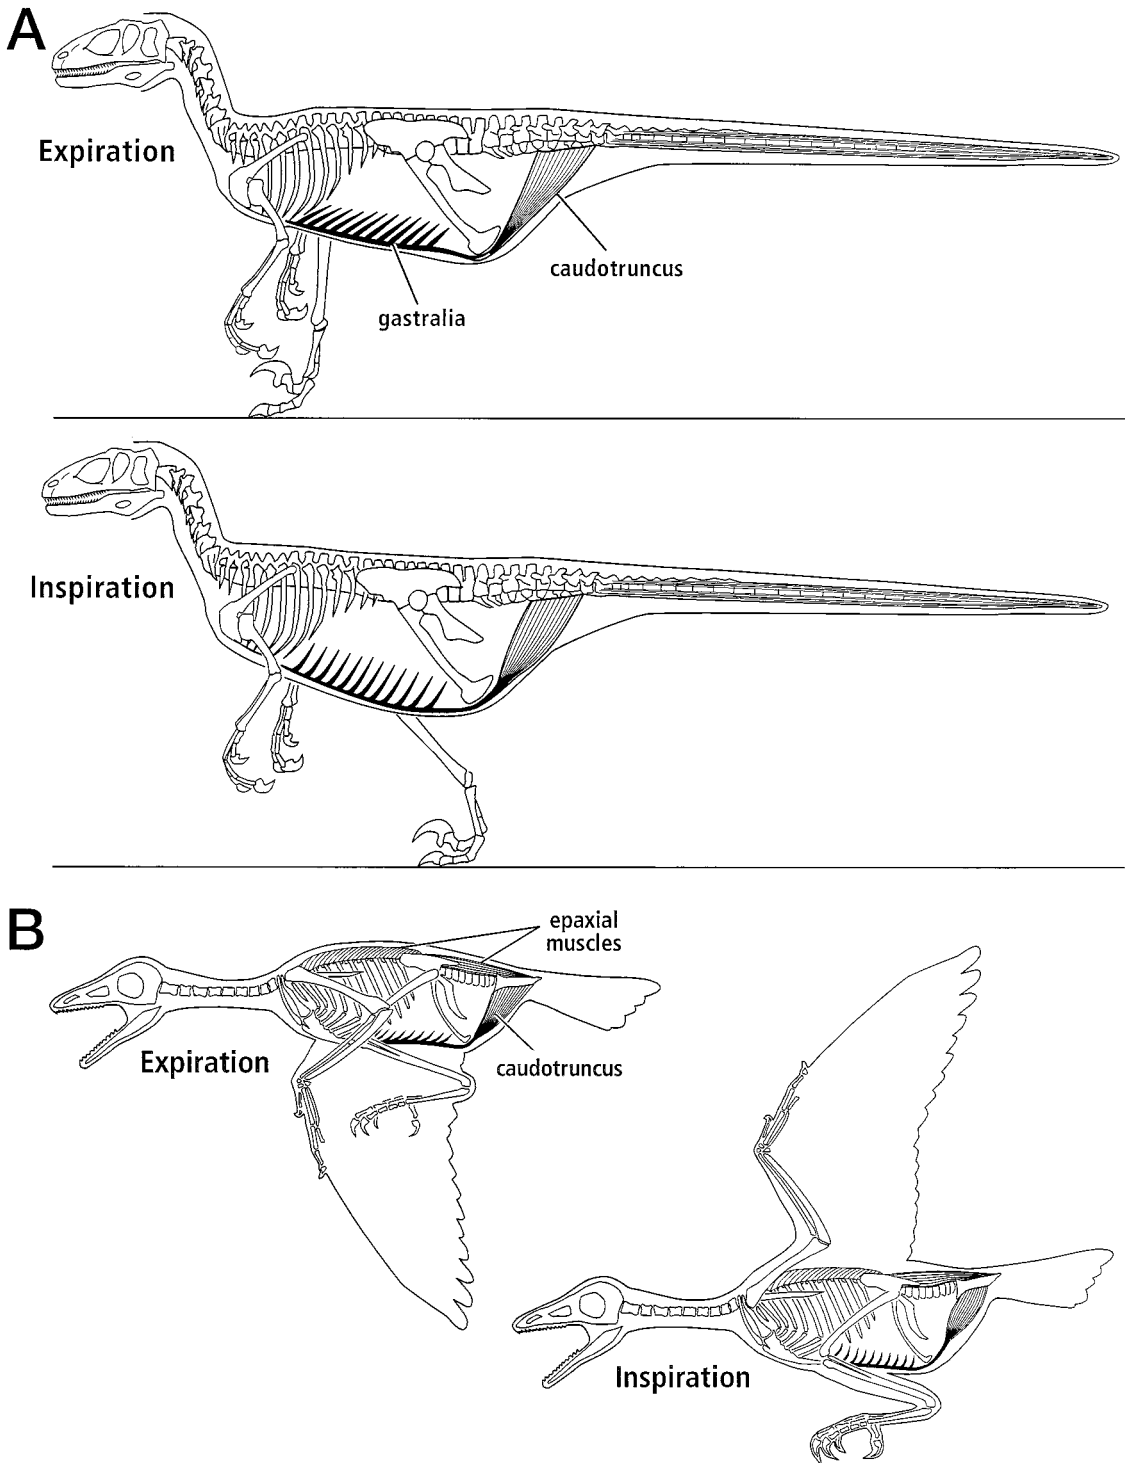 A
Expiration
caudotruncus
gastralia
Inspiration
B
epaxial
muscles
Expiration
caudotruncus
Inspiration